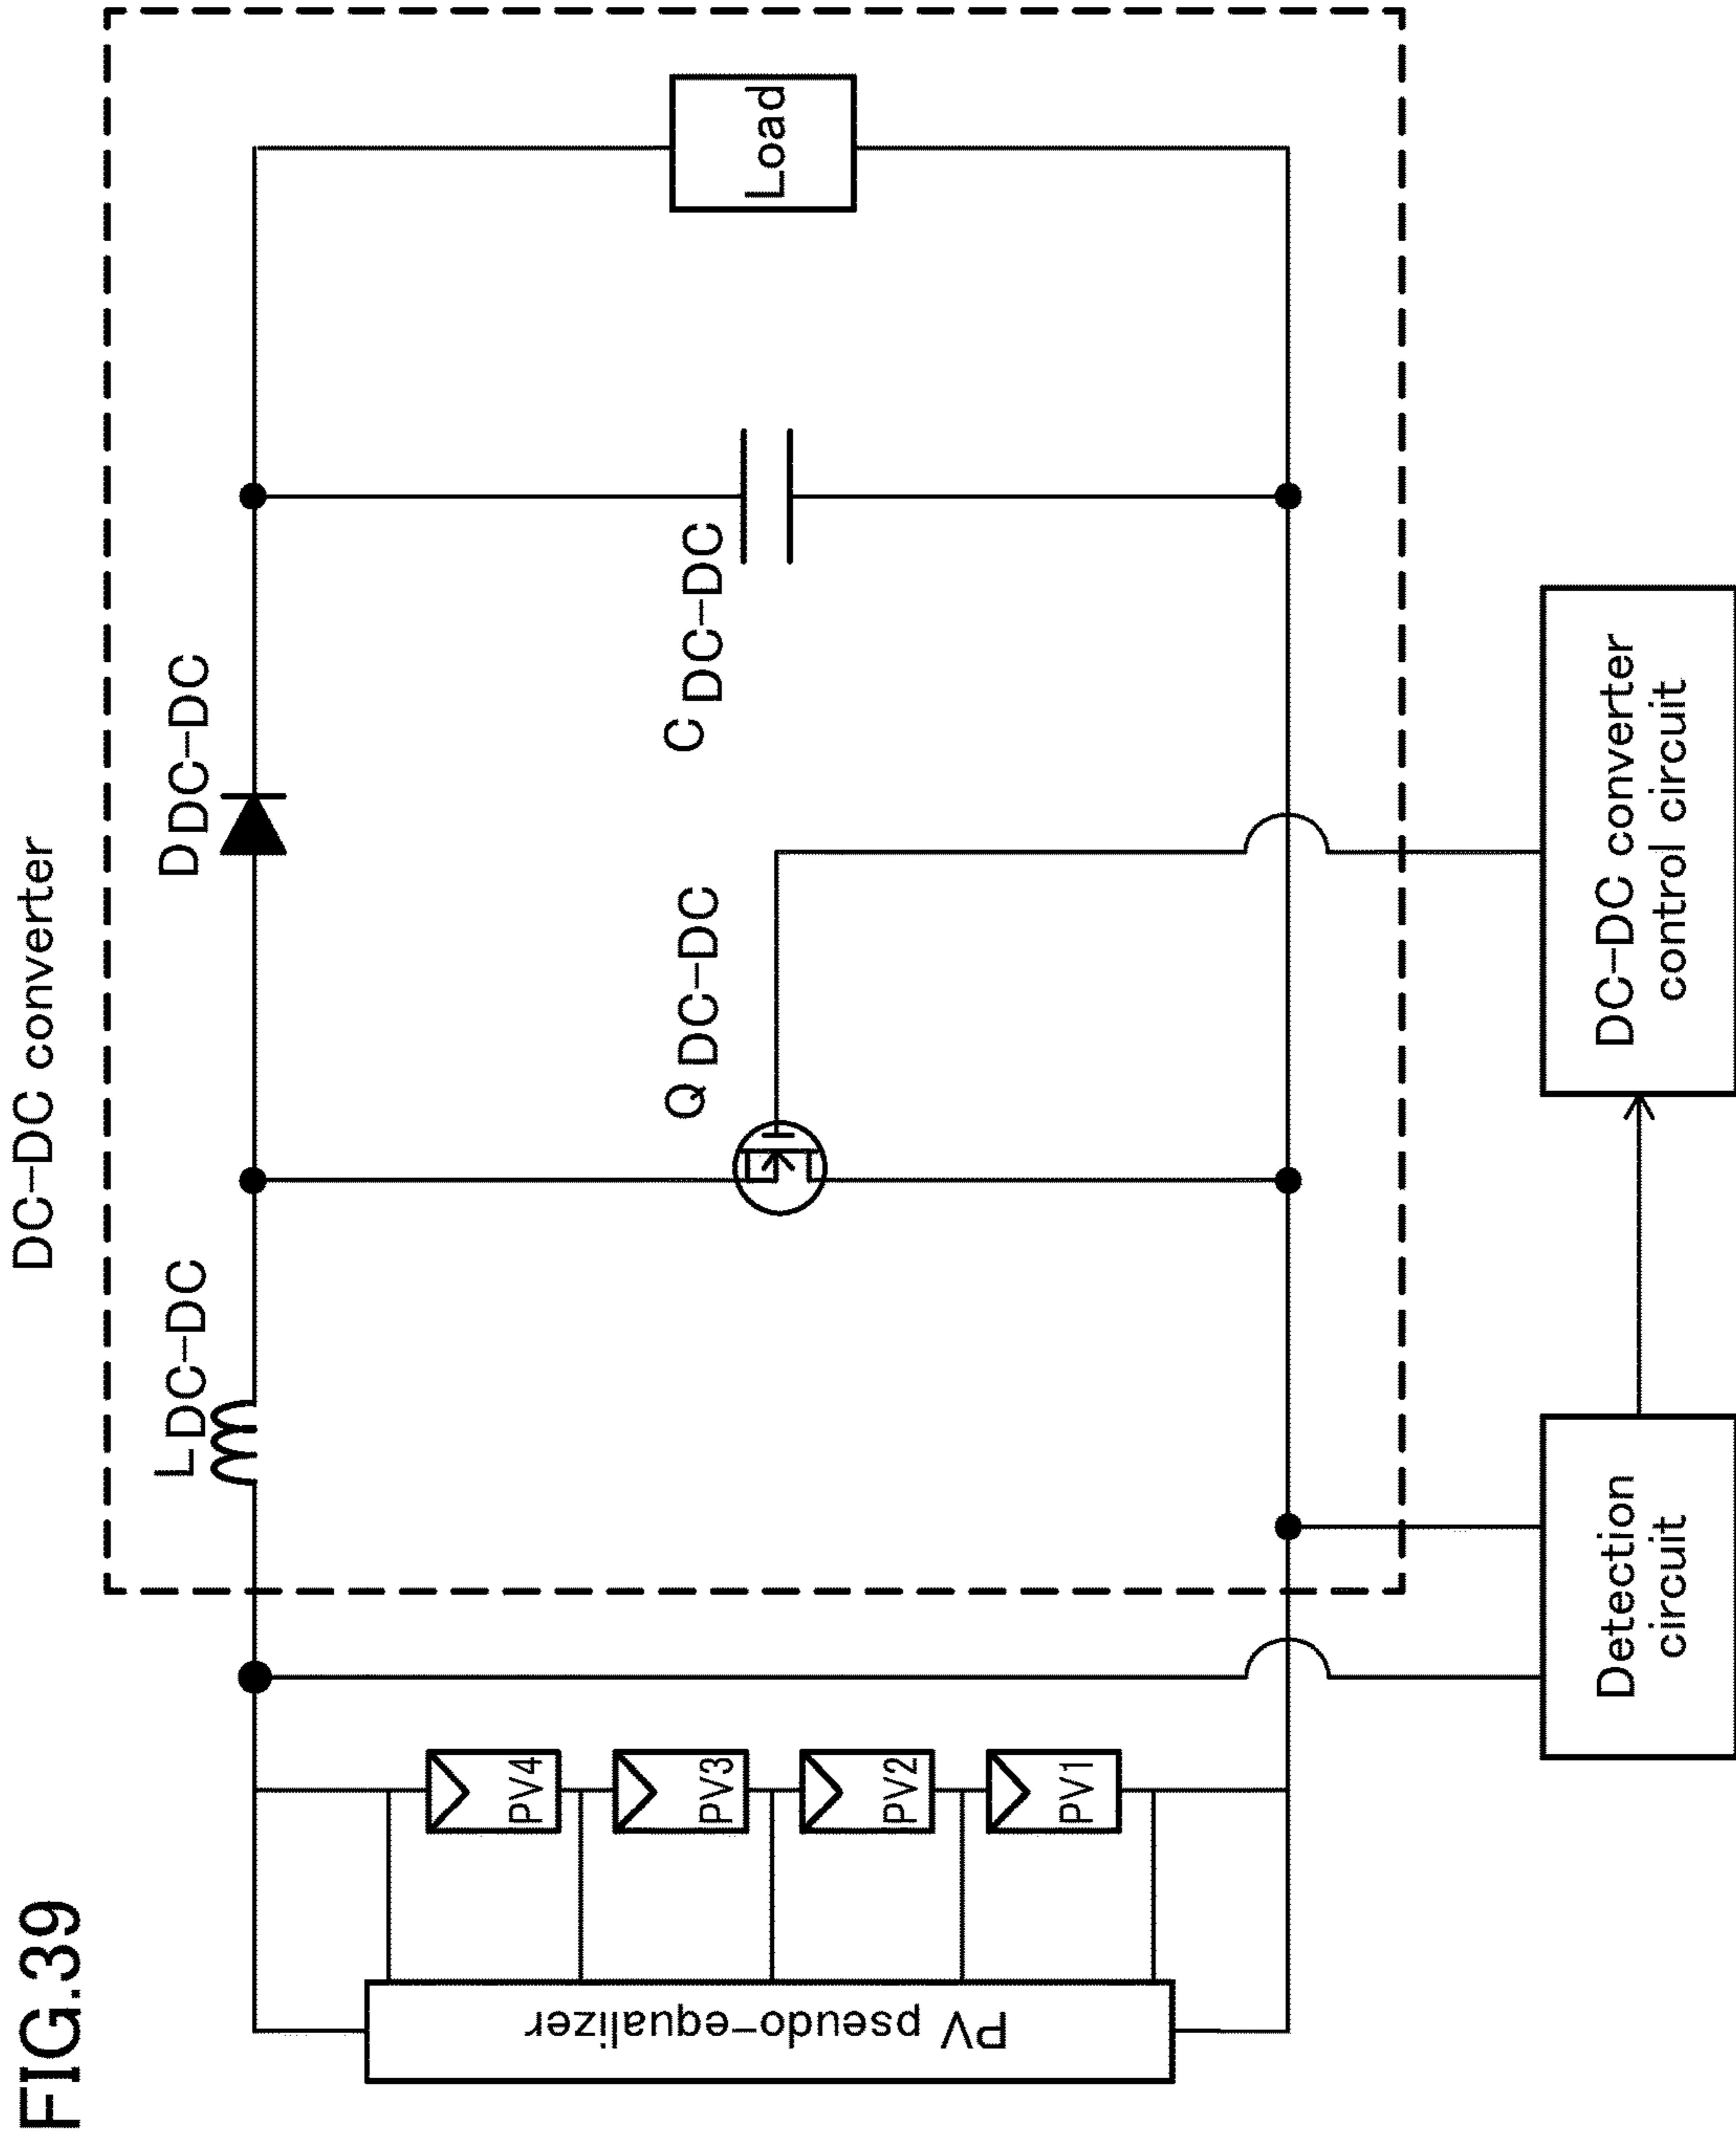 FIG.39
DC-DC converter
LDC-DC
DDC-DC
QDC-DC
CDC-DC
Load
PV pseudo-equalizer
PV4
PV3
PV2
PV1
Detection
circuit
DC-DC converter
control circuit